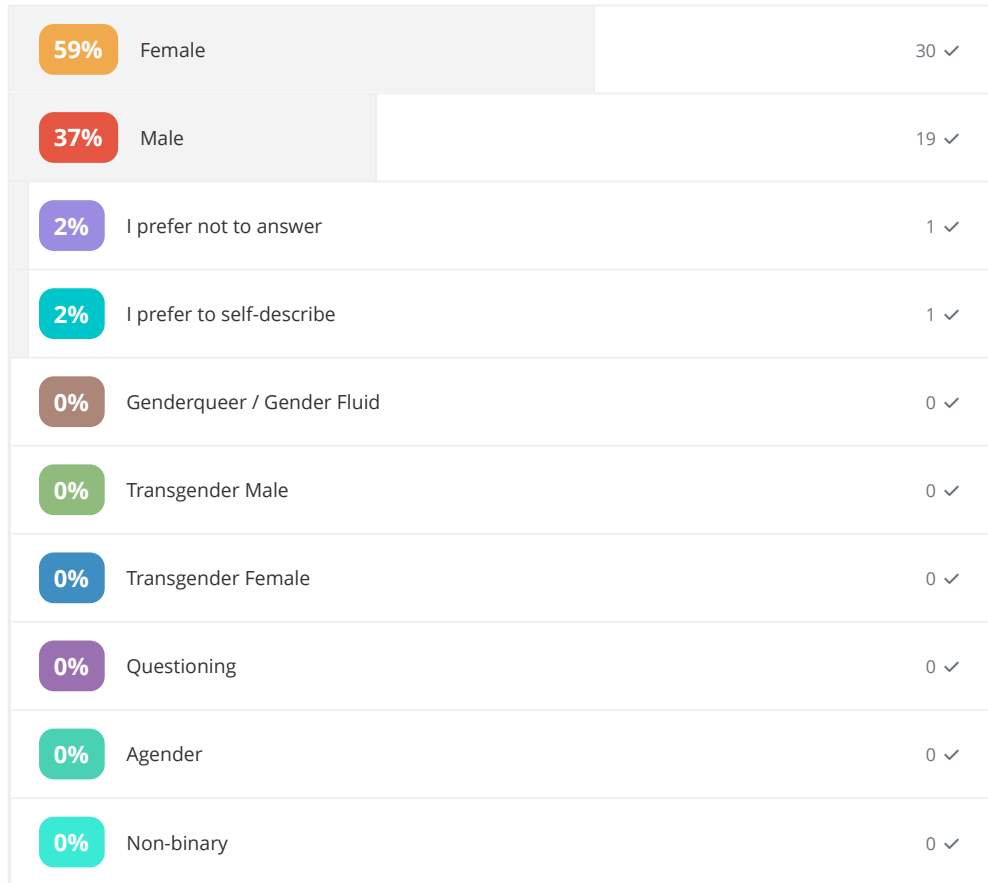 59% Female 30
37% Male 19
2% I prefer not to answer 1
2% I prefer to self-describe 1
0% Genderqueer / Gender Fluid 0
0% Transgender Male 0
0% Transgender Female 0
0% Questioning 0
0% Agender 0
0% Non-binary 0